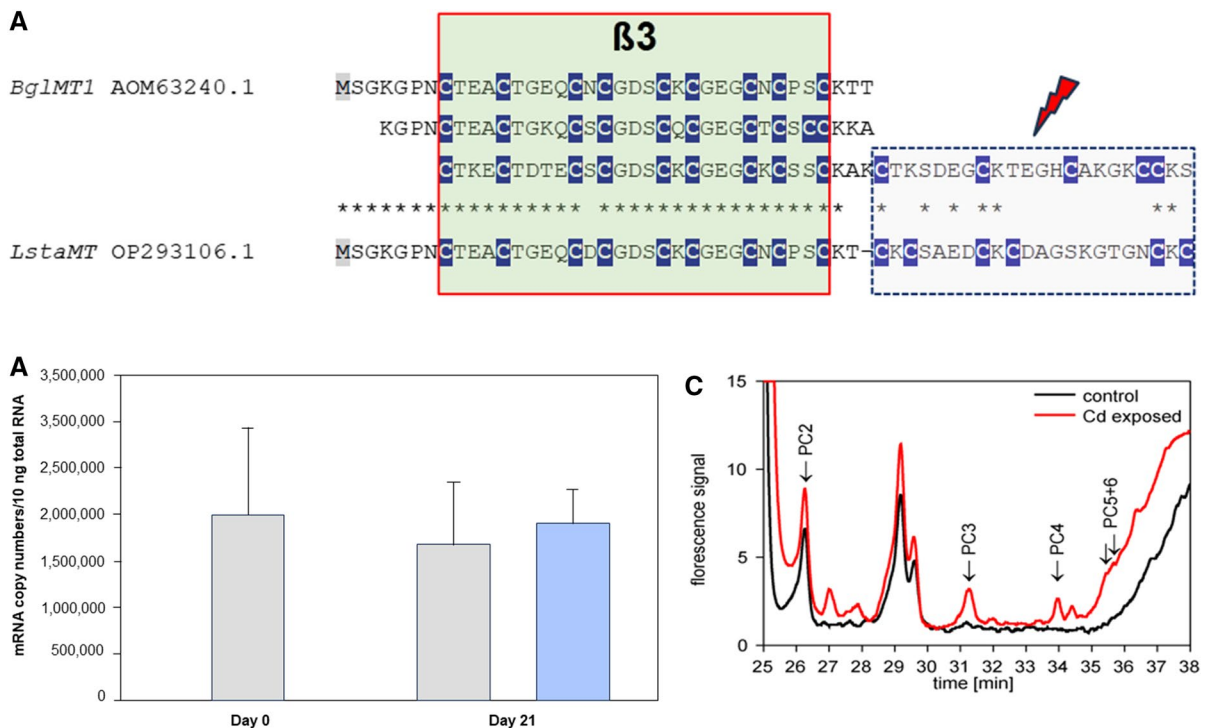 A
ß3
BglMT1 AOM63240.1 MSGKGPNCTEACTGEQCNCGDSCKCGEGCNCPSCKTT
KGPNCTEACTGKQCSCGDSCQCGEGCTCSCCKKA
CTKECTDTECSCGDSCKCGEGCKCSSCKAKCTKSDEGCKTEGHCAKGKCCKS
***************** ***************** * * * ** **
LstaMT OP293106.1 MSGKGPNCTEACTGEQCDCGDSCKCGEGCNCPSCKT-CKCSAEDCKCDAGSKGTGNCKC
A
mRNA copy numbers/10 ng total RNA
3,500,000
3,500,000
2,500,000
2,000,000
1,500,000
1,000,000
500,000
0
Day 0 Day 21
C
florescence signal
15
10
5
0
control
Cd exposed
PC2
PC3
PC4
PC5+6
25 26 27 28 29 30 31 32 33 34 35 36 37 38
time [min]